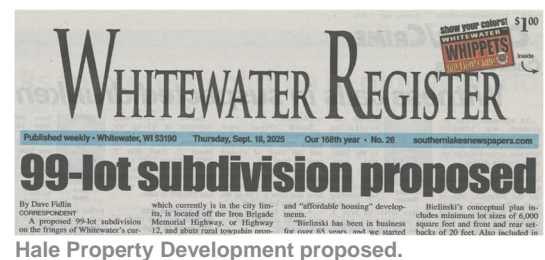 show your colors!
$1.00
WHITEWATER
WHIPPETS
inside
WHITEWATER REGISTER
Published weekly • Whitewater, WI 53190 Thursday, Sept. 18, 2025 Our 168th year • No. 26 southernlakesnewspapers.com
99-lot subdivision proposed
By Dave Fidlin
CORRESPONDENT
A proposed 99-lot subdivision
on the fringes of Whitewater's cur-
which currently is in the city lim-
its, is located off the Iron Brigade
Memorial Highway, or Highway
12, and abuts rural township prop-
and "affordable housing" develop-
ments.
"Bielinski has been in business
for over 65 years, and we started
Bielinski's conceptual plan in-
cludes minimum lot sizes of 6,000
square feet and front and rear set-
backs of 20 feet. Also included in
Hale Property Development proposed.